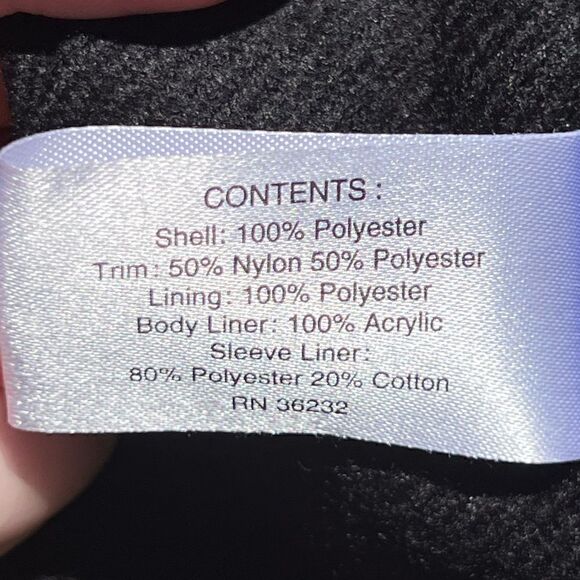 CONTENTS :
Shell: 100% Polyester
Trim: 50% Nylon 50% Polyester
Lining: 100% Polyester
Body Liner: 100% Acrylic
Sleeve Liner:
80% Polyester 20% Cotton
RN 36232